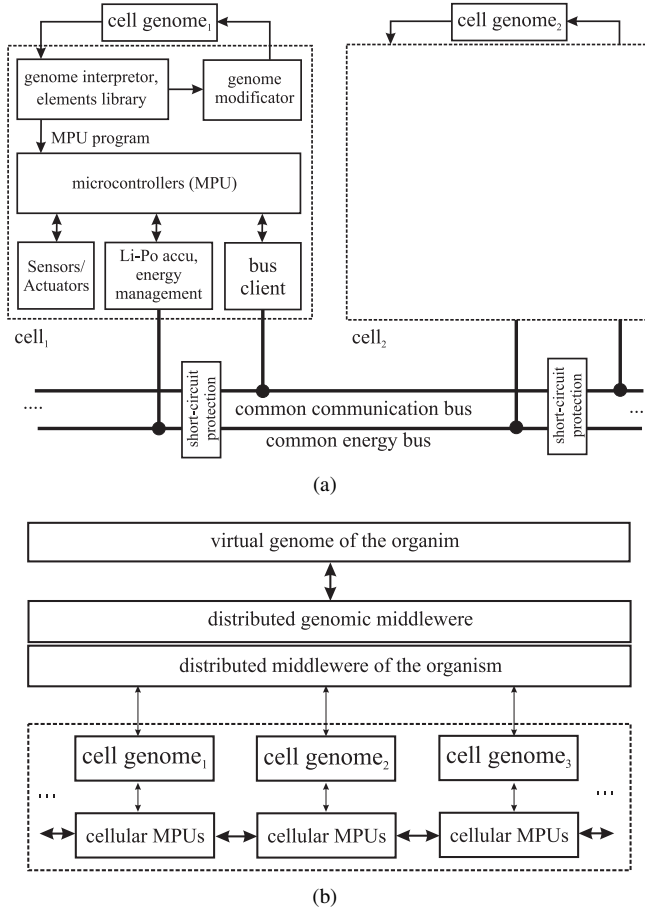 cell genome₁
cell genome₂
genome interpretor,
elements library
genome
modificator
MPU program
microcontrollers (MPU)
Sensors/
Actuators
Li-Po accu,
energy
management
bus
client
cell₁
cell₂
short-circuit
protection
short-circuit
protection
....
common communication bus
...
common energy bus
(a)
virtual genome of the organim
distributed genomic middlewere
distributed middlewere of the organism
cell genome₁
cell genome₂
cell genome₃
...
...
cellular MPUs
cellular MPUs
cellular MPUs
(b)